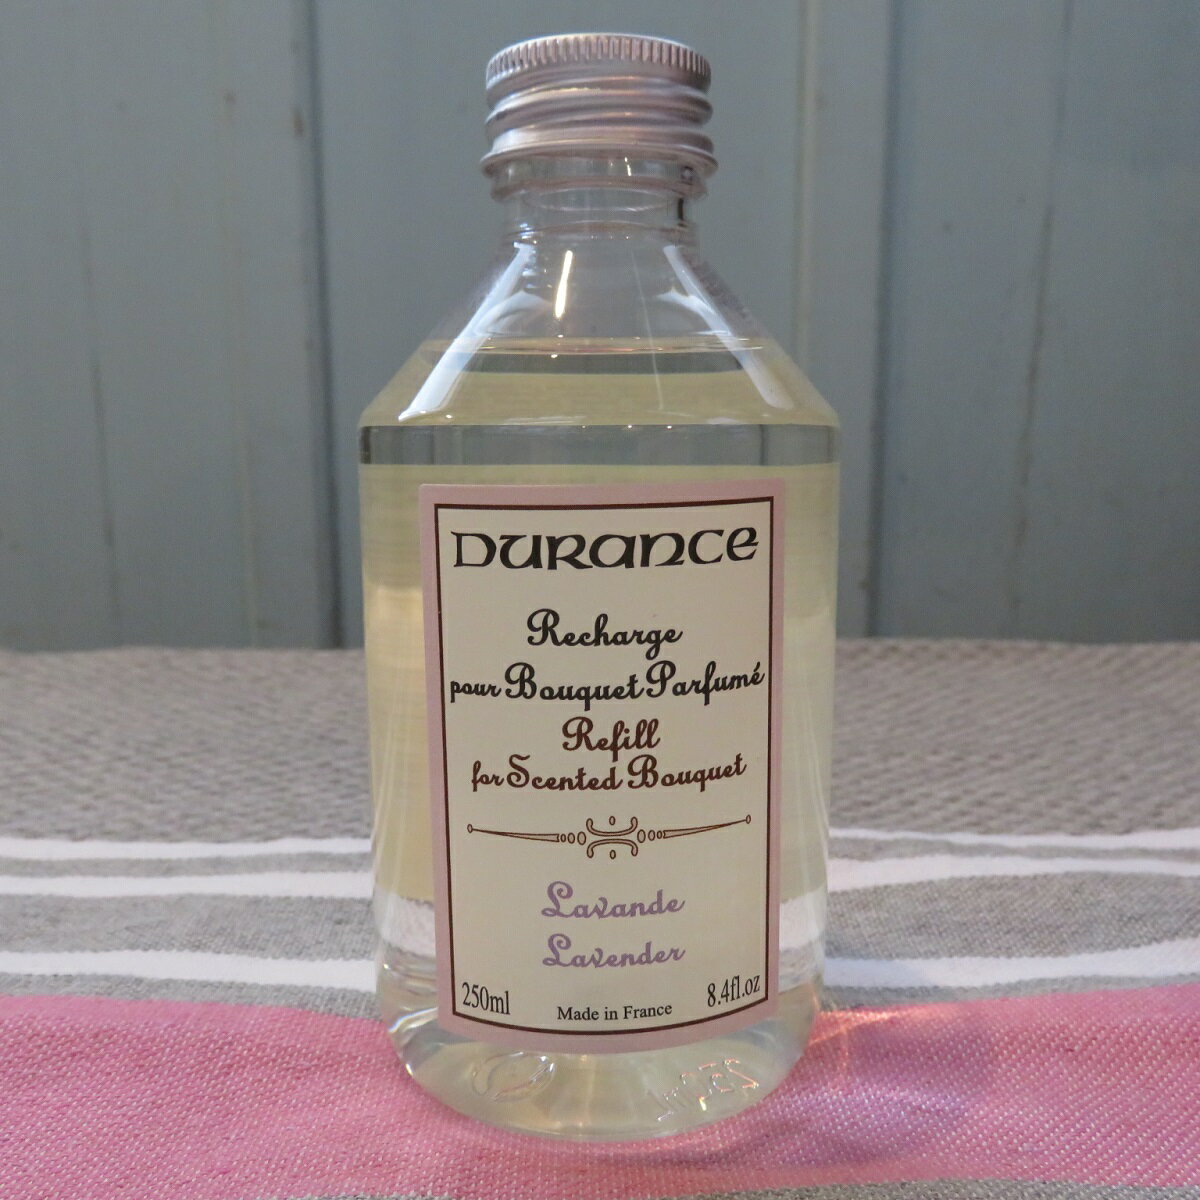 DURANCE
Recharge
pour Bouquet Parfumé
Refill
for Scented Bouquet
Lavande
Lavender
250ml Made in France 8.4fl.oz